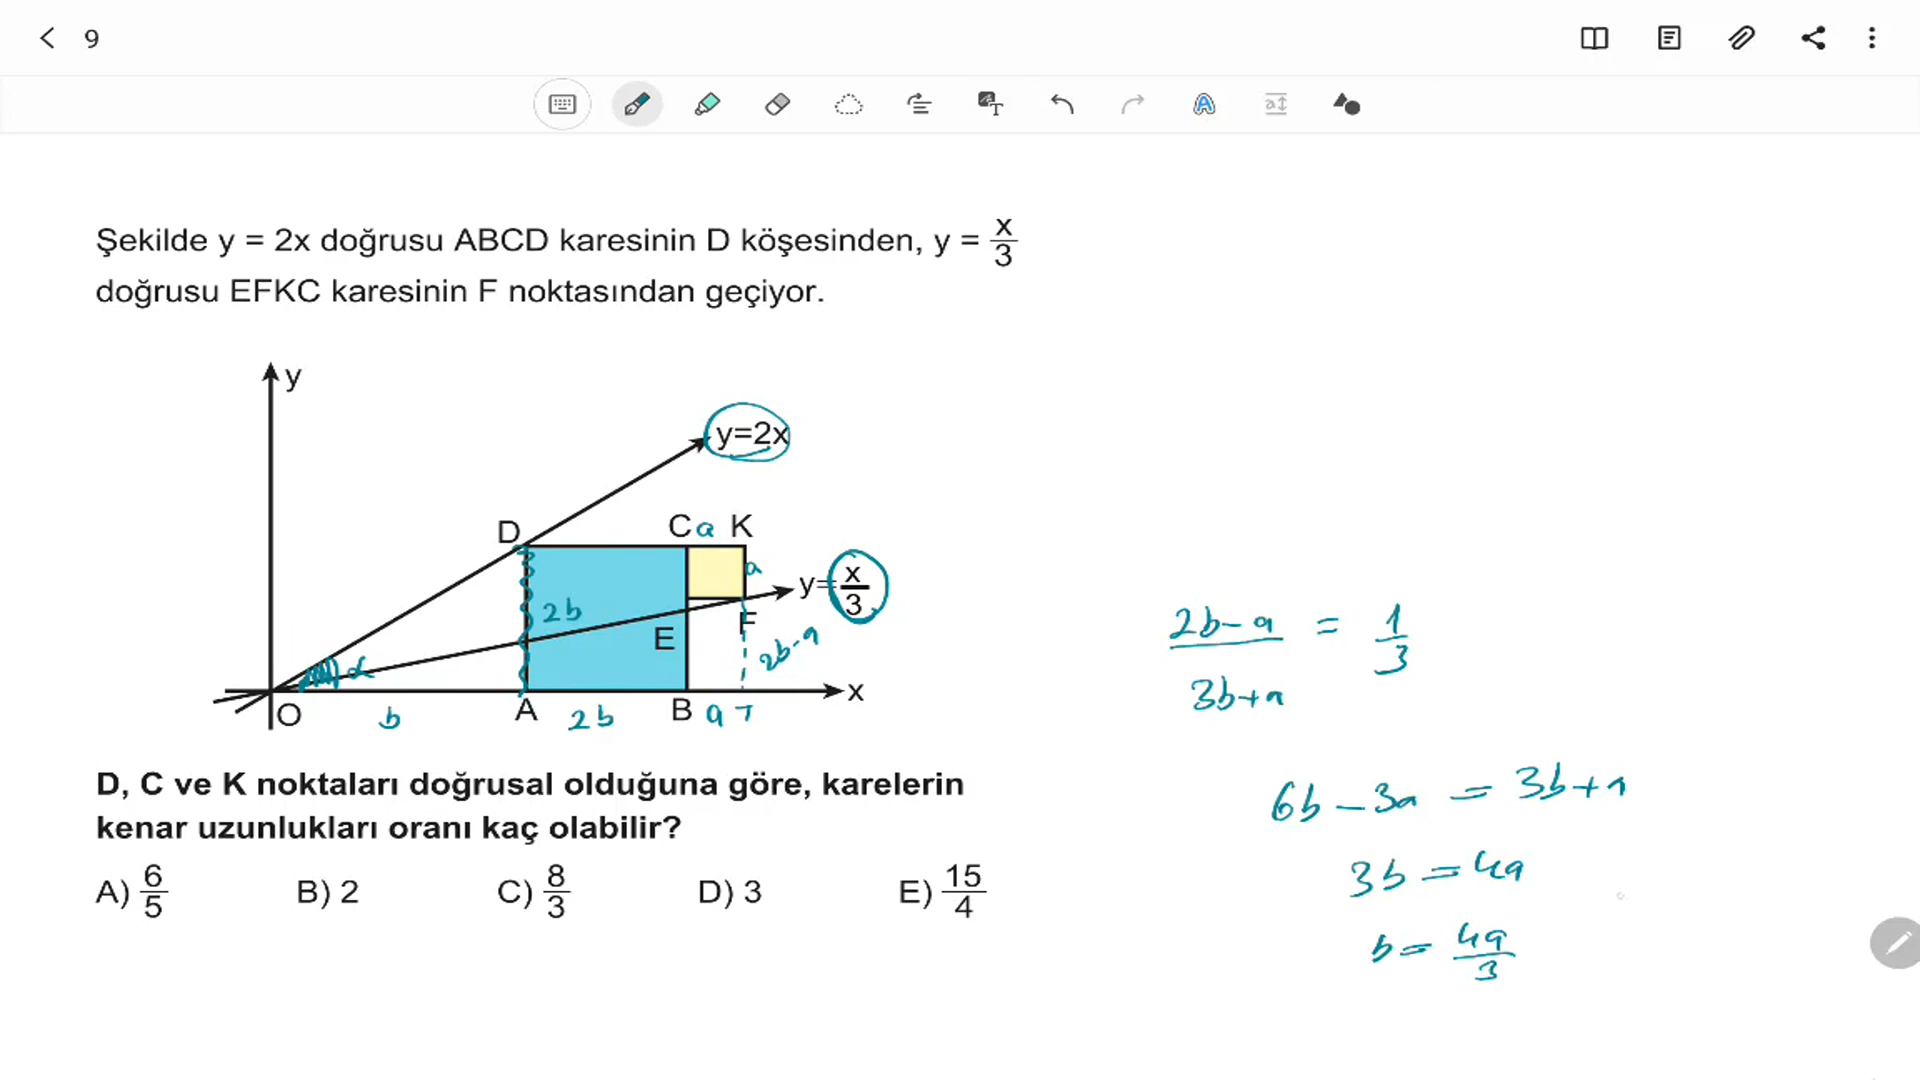 9
Şekilde y = 2x doğrusu ABCD karesinin D köşesinden, y = x/3
doğrusu EFKC karesinin F noktasından geçiyor.
y
y=2x
D
C a K
a
y=x/3
2b
E
F
2b-a
α
x
O
b
A
2b
B
a
2b-a / 3b+a = 1/3
6b-3a = 3b+a
3b = 4a
b = 4a/3
D, C ve K noktaları doğrusal olduğuna göre, karelerin
kenar uzunlukları oranı kaç olabilir?
A) 6/5 B) 2 C) 8/3 D) 3 E) 15/4